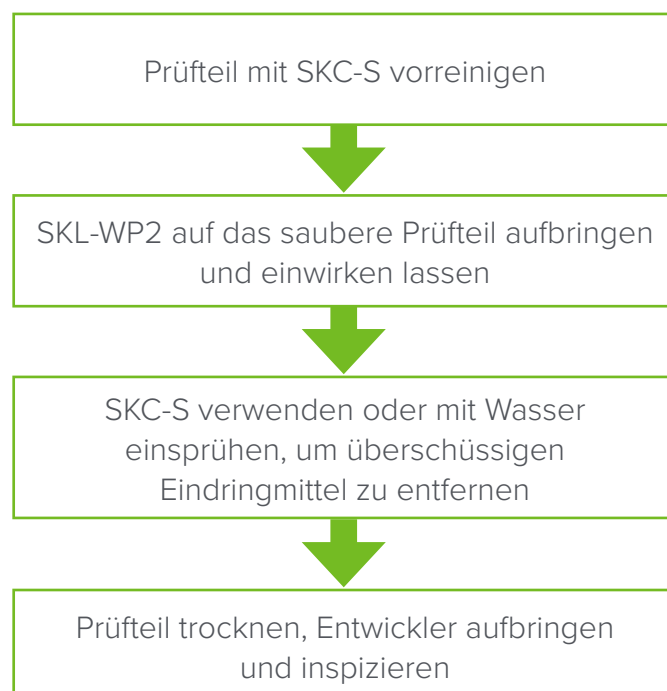 Prüfteil mit SKC-S vorreinigen
SKL-WP2 auf das saubere Prüfteil aufbringen
und einwirken lassen
SKC-S verwenden oder mit Wasser
einsprühen, um überschüssigen
Eindringmittel zu entfernen
Prüfteil trocknen, Entwickler aufbringen
und inspizieren